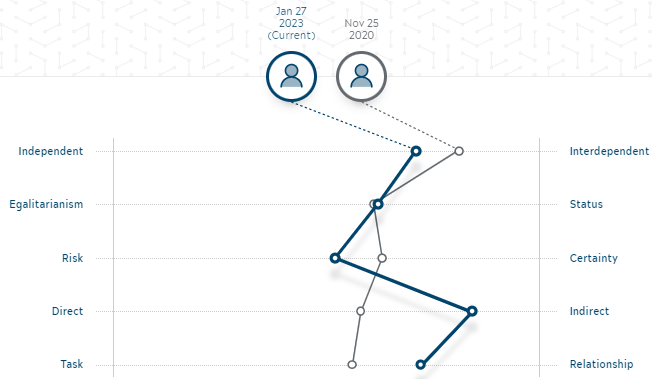 Jan 27
2023
(Current)
Nov 25
2020
Independent
Interdependent
Egalitarianism
Status
Risk
Certainty
Direct
Indirect
Task
Relationship